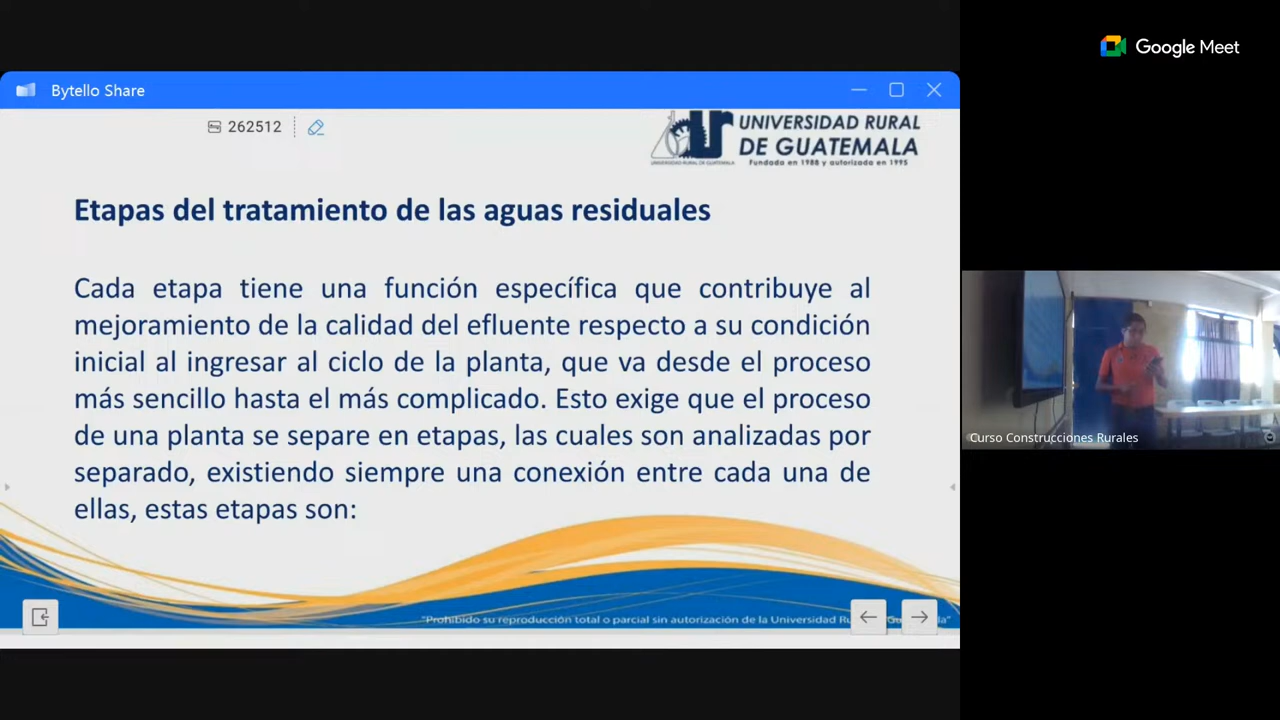 Google Meet
Bytello Share
262512
UNIVERSIDAD RURAL
DE GUATEMALA
Fundada en 1988 y autorizada en 1995
UNIVERSIDAD RURAL DE GUATEMALA
Etapas del tratamiento de las aguas residuales
Cada etapa tiene una función específica que contribuye al
mejoramiento de la calidad del efluente respecto a su condición
inicial al ingresar al ciclo de la planta, que va desde el proceso
más sencillo hasta el más complicado. Esto exige que el proceso
de una planta se separe en etapas, las cuales son analizadas por
separado, existiendo siempre una conexión entre cada una de
ellas, estas etapas son:
Curso Construcciones Rurales
"Prohibido su reproducción total o parcial sin autorización de la Universidad